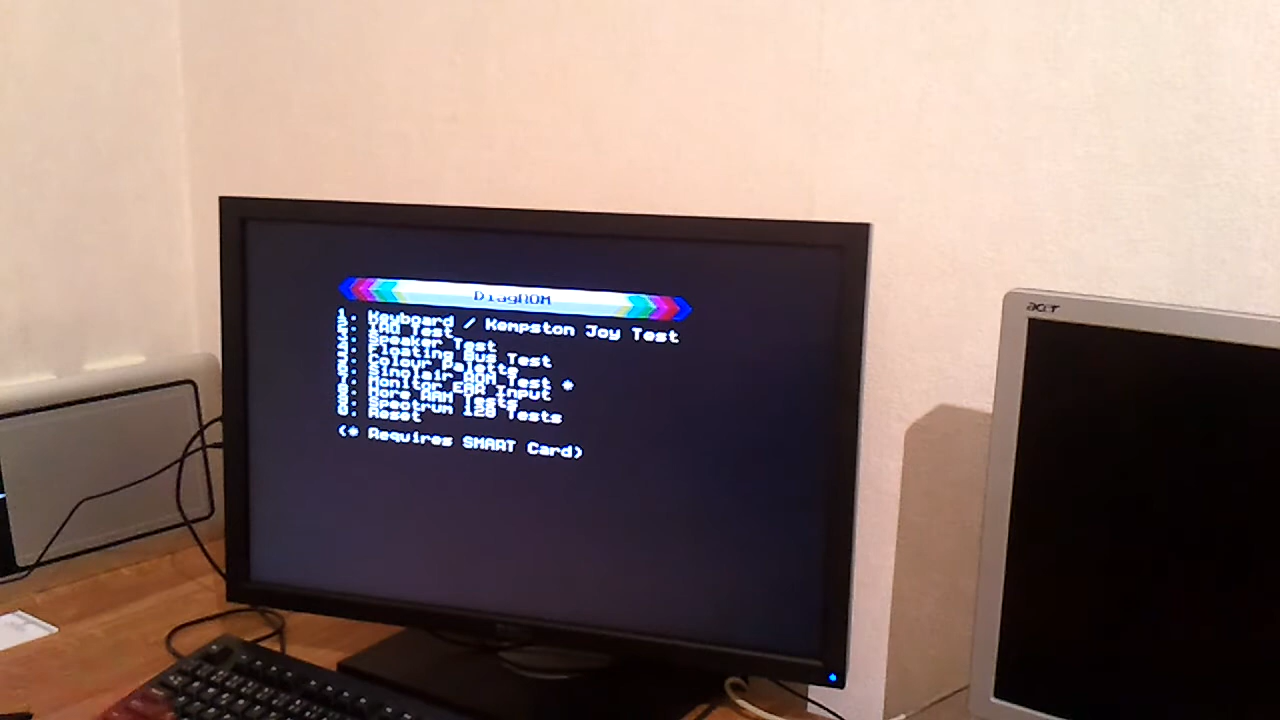 DiagROM
1. Keyboard / Kempston Joy Test
2. IRQ Test
3. Speaker Test
4. Floating Bus Test
5. Colour Palette
6. Sinclair ROM Test *
7. Monitor EAR Input
8. More RAM Tests
9. Spectrum 128 Tests
0. Reset
(* Requires SMART Card)
acer